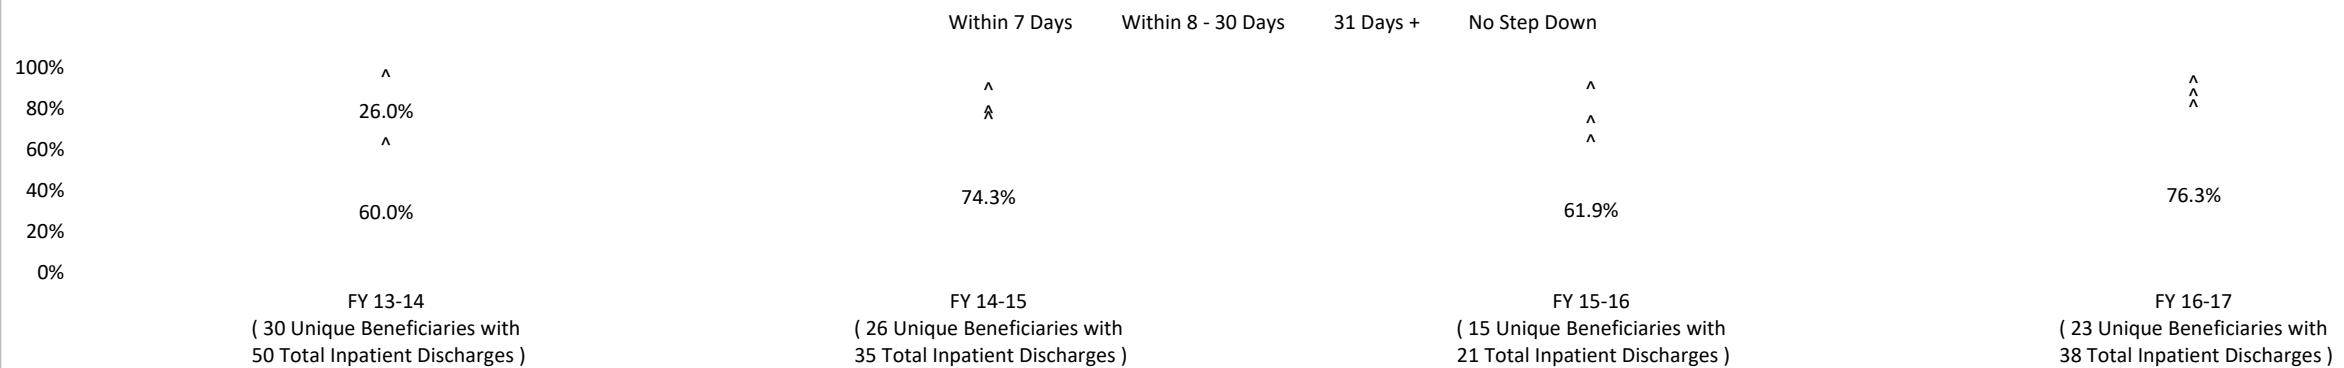 Within 7 Days Within 8 - 30 Days 31 Days + No Step Down
100%
80%
60%
40%
20%
0%
^
26.0%
^
60.0%
^
^
^
74.3%
^
^
^
61.9%
^
^
^
76.3%
FY 13-14
( 30 Unique Beneficiaries with
50 Total Inpatient Discharges )
FY 14-15
( 26 Unique Beneficiaries with
35 Total Inpatient Discharges )
FY 15-16
( 15 Unique Beneficiaries with
21 Total Inpatient Discharges )
FY 16-17
( 23 Unique Beneficiaries with
38 Total Inpatient Discharges )